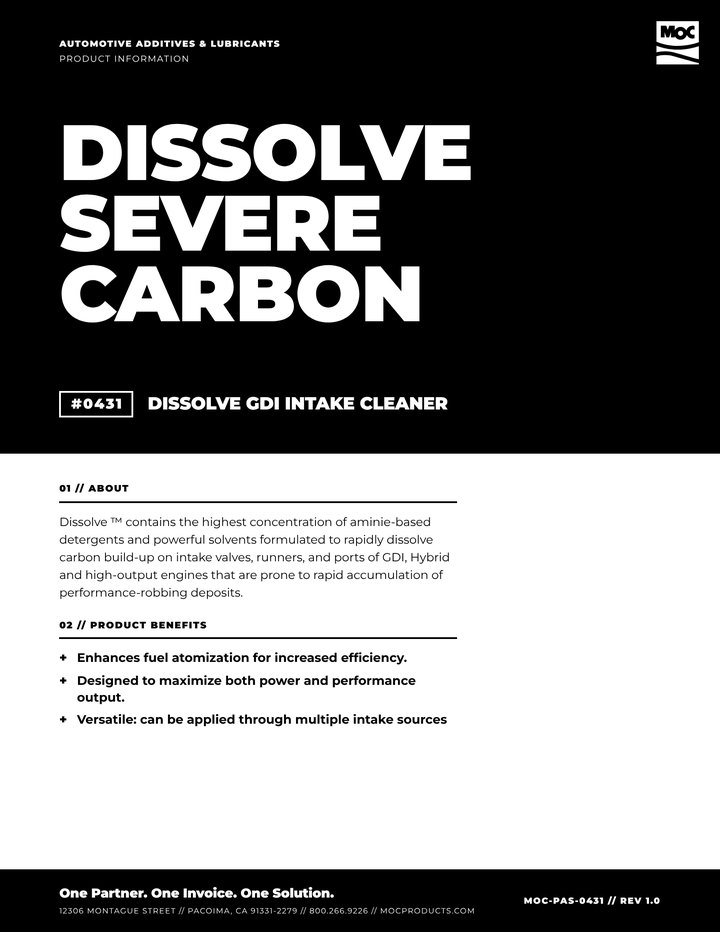 AUTOMOTIVE ADDITIVES & LUBRICANTS
PRODUCT INFORMATION
MOC
DISSOLVE
SEVERE
CARBON
#0431 DISSOLVE GDI INTAKE CLEANER
01 // ABOUT
Dissolve ™ contains the highest concentration of aminie-based
detergents and powerful solvents formulated to rapidly dissolve
carbon build-up on intake valves, runners, and ports of GDI, Hybrid
and high-output engines that are prone to rapid accumulation of
performance-robbing deposits.
02 // PRODUCT BENEFITS
+ Enhances fuel atomization for increased efficiency.
+ Designed to maximize both power and performance
output.
+ Versatile: can be applied through multiple intake sources
One Partner. One Invoice. One Solution.
12306 MONTAGUE STREET // PACOIMA, CA 91331-2279 // 800.266.9226 // MOCPRODUCTS.COM
MOC-PAS-0431 // REV 1.0